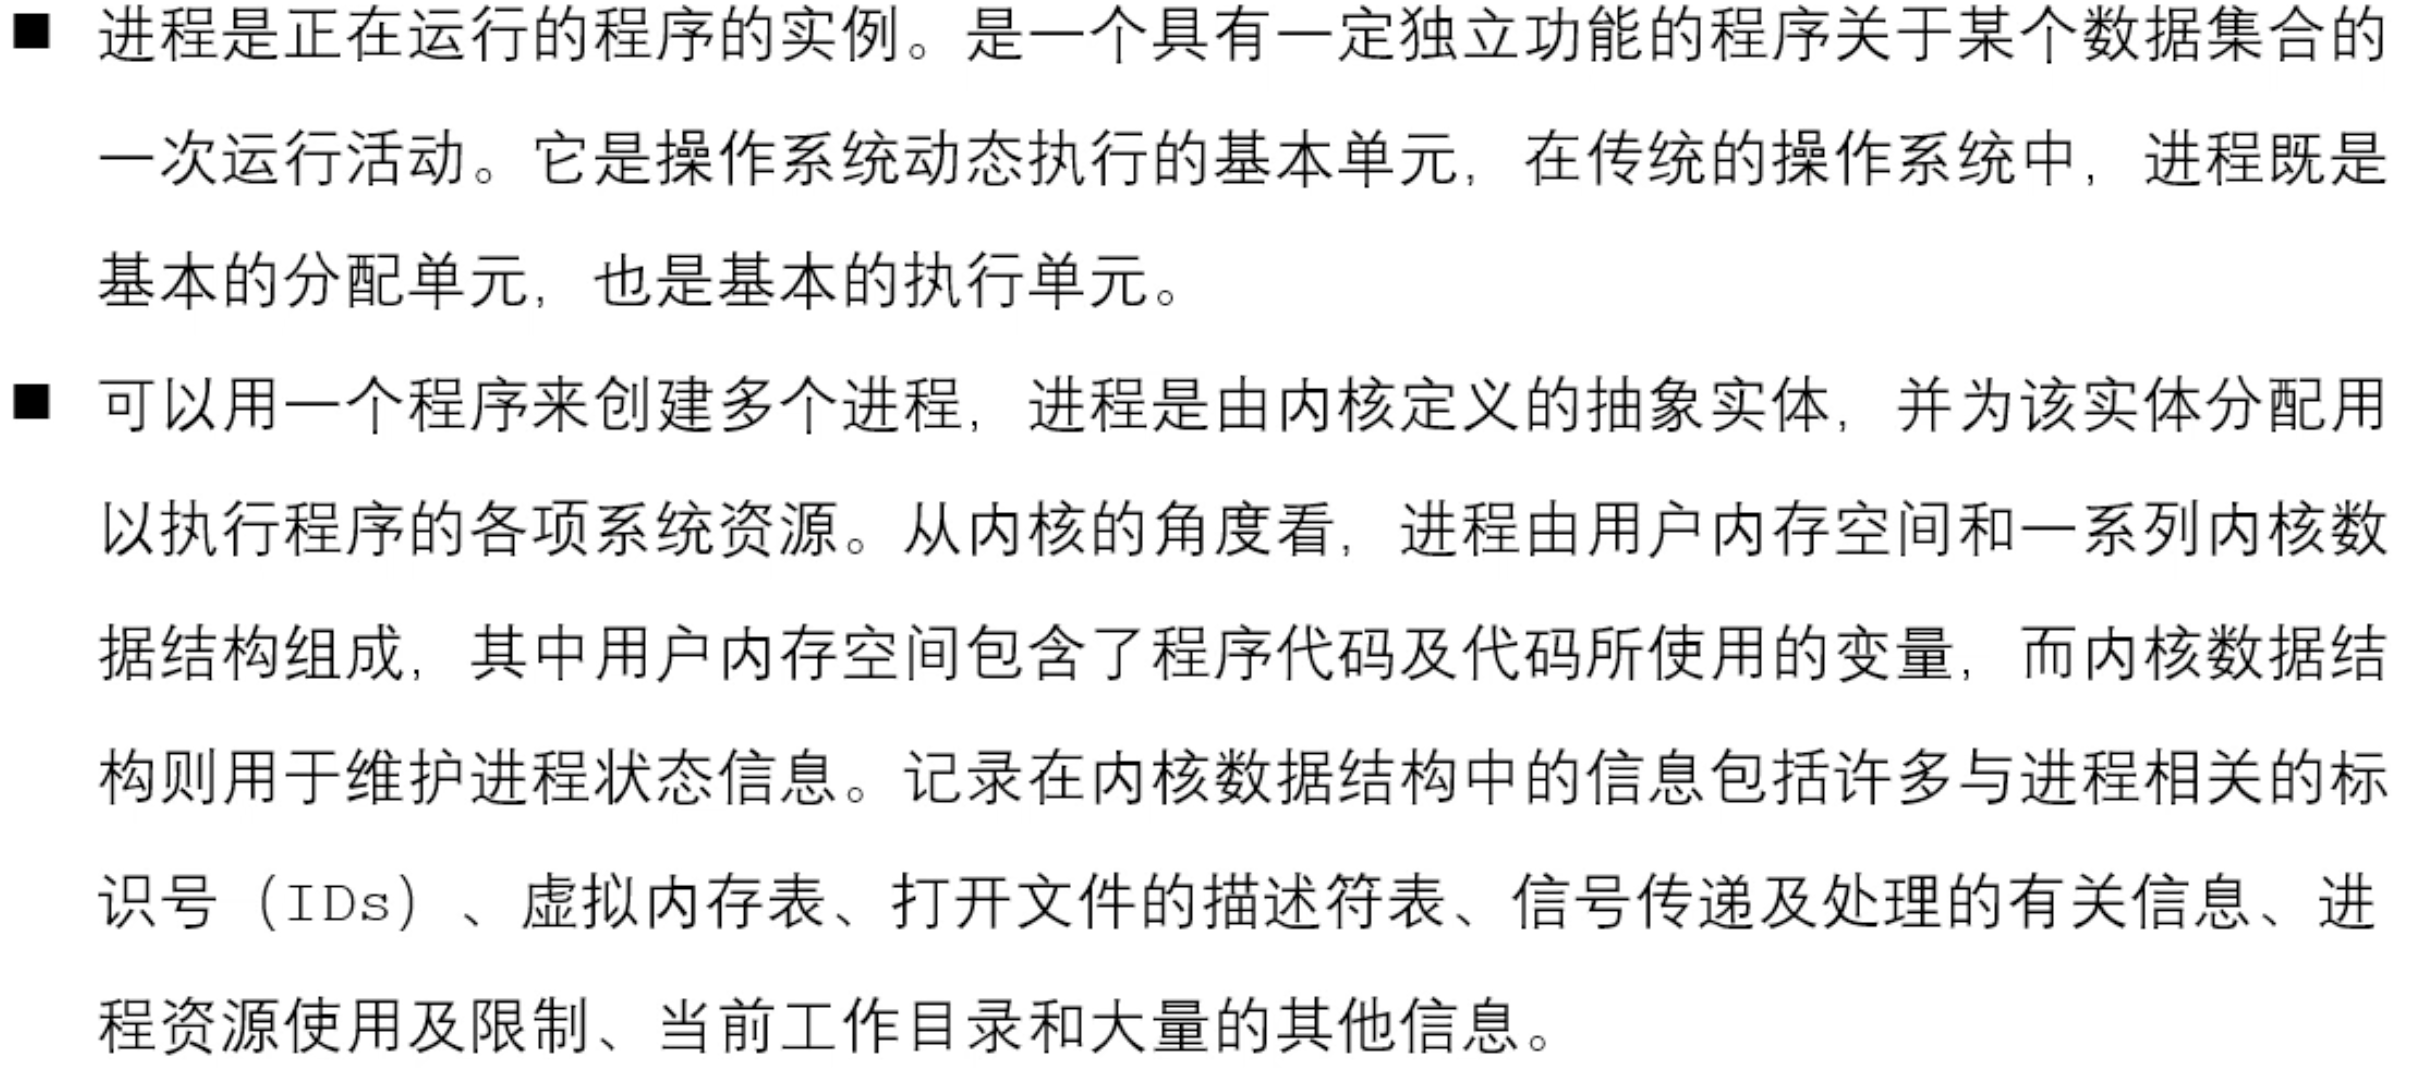 ■ 进程是正在运行的程序的实例。是一个具有一定独立功能的程序关于某个数据集合的
一次运行活动。它是操作系统动态执行的基本单元，在传统的操作系统中，进程既是
基本的分配单元，也是基本的执行单元。
■ 可以用一个程序来创建多个进程，进程是由内核定义的抽象实体，并为该实体分配用
以执行程序的各项系统资源。从内核的角度看，进程由用户内存空间和一系列内核数
据结构组成，其中用户内存空间包含了程序代码及代码所使用的变量，而内核数据结
构则用于维护进程状态信息。记录在内核数据结构中的信息包括许多与进程相关的标
识号（IDs）、虚拟内存表、打开文件的描述符表、信号传递及处理的有关信息、进
程资源使用及限制、当前工作目录和大量的其他信息。